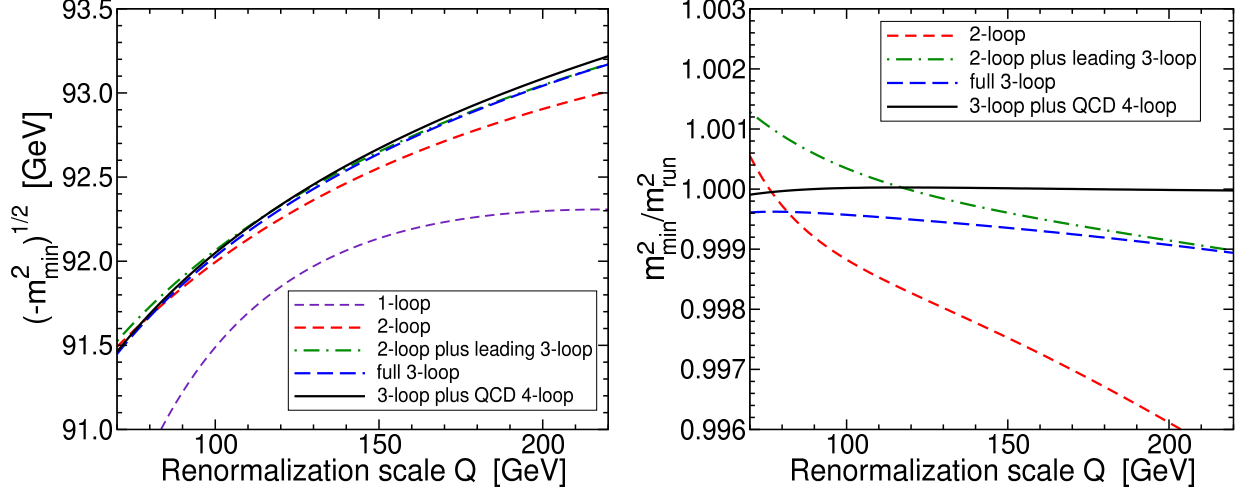 93.5
93.0
92.5
92.0
91.5
91.0
(-m²min)^1/2 [GeV]
1-loop
2-loop
2-loop plus leading 3-loop
full 3-loop
3-loop plus QCD 4-loop
100
150
200
Renormalization scale Q [GeV]
1.003
1.002
1.001
1.000
0.999
0.998
0.997
0.996
m²min/m²run
2-loop
2-loop plus leading 3-loop
full 3-loop
3-loop plus QCD 4-loop
100
150
200
Renormalization scale Q [GeV]